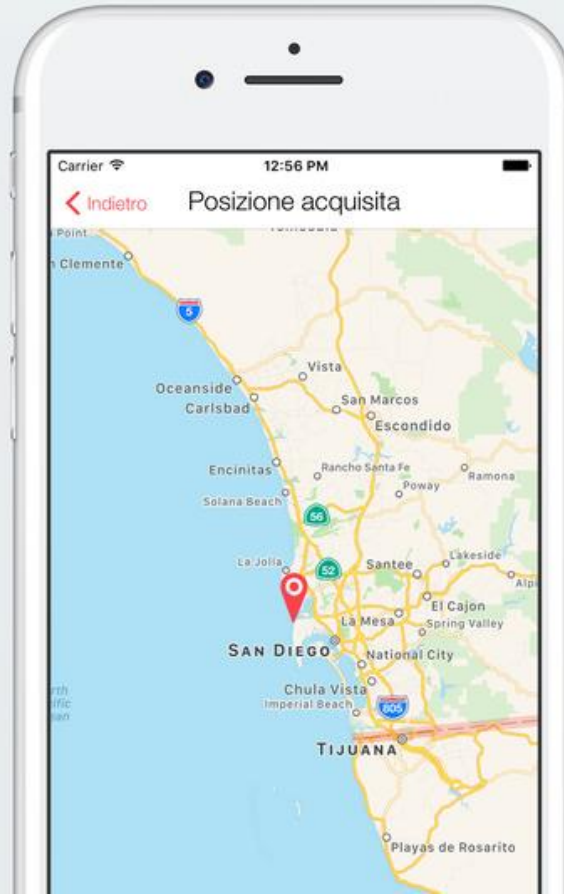 Carrier
12:56 PM
Indietro
Posizione acquisita
Point
Clemente
5
Vista
Oceanside
San Marcos
Carlsbad
Escondido
Encinitas
Rancho Santa Fe
Ramona
Solana Beach
Poway
56
La Jolla
52
Santee
Lakeside
El Cajon
La Mesa
Spring Valley
SAN DIEGO
National City
Chula Vista
Imperial Beach
805
TIJUANA
Playas de Rosarito